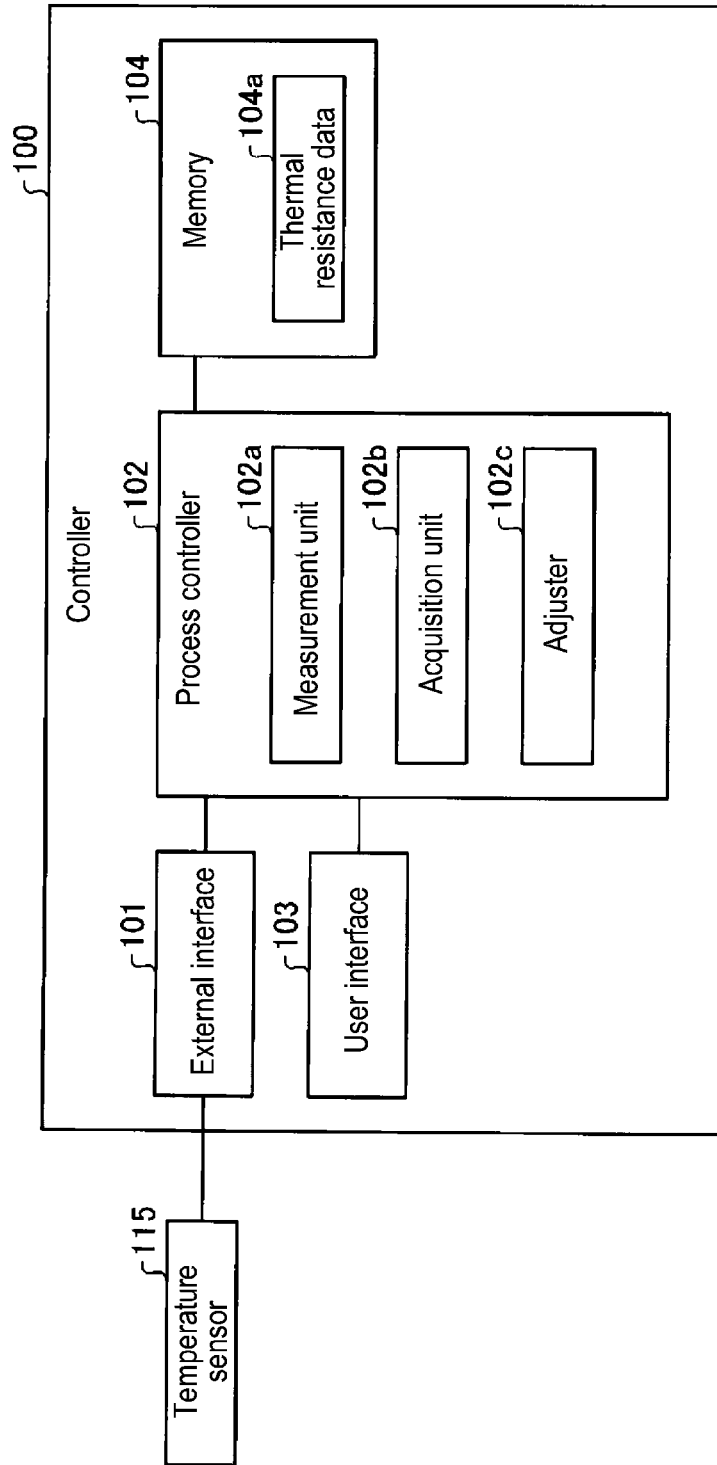 100
Controller
115
Temperature
sensor
101
External interface
103
User interface
102
Process controller
102a
Measurement unit
102b
Acquisition unit
102c
Adjuster
104
Memory
104a
Thermal
resistance data